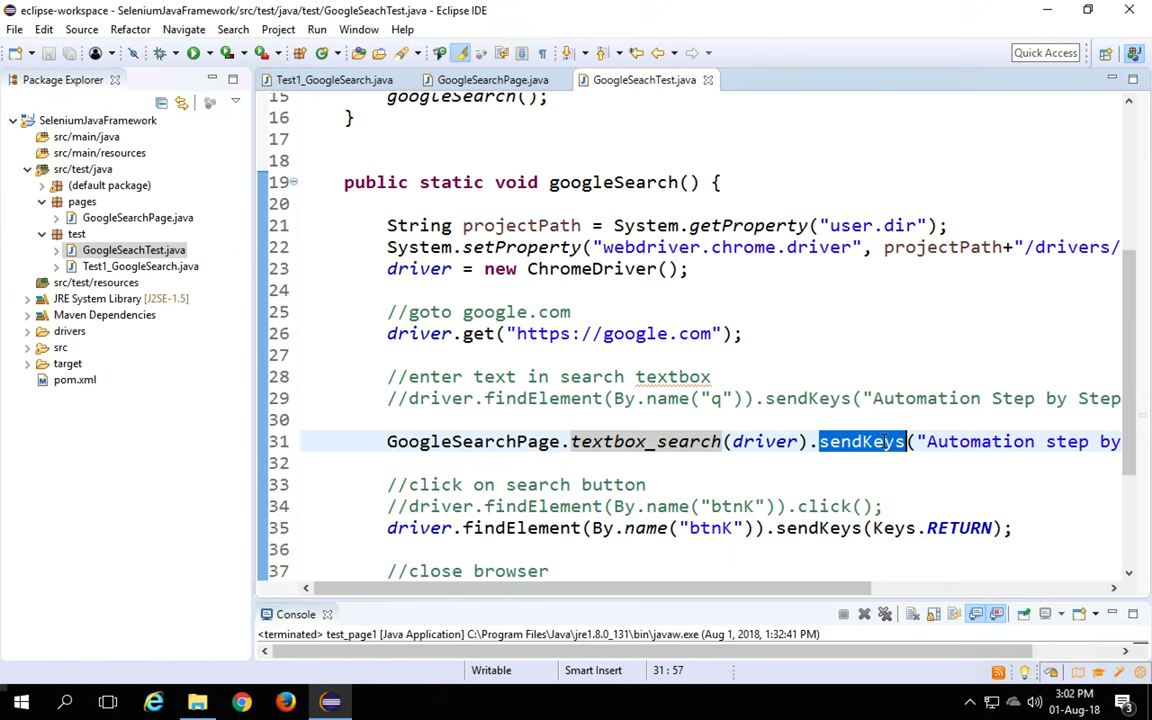 eclipse-workspace - SeleniumJavaFramework/src/test/java/test/GoogleSeachTest.java - Eclipse IDE
File Edit Source Refactor Navigate Search Project Run Window Help
Quick Access
Package Explorer
Test1_GoogleSearch.java GoogleSearchPage.java GoogleSeachTest.java
SeleniumJavaFramework
src/main/java
src/main/resources
src/test/java
(default package)
pages
GoogleSearchPage.java
test
GoogleSeachTest.java
Test1_GoogleSearch.java
src/test/resources
JRE System Library [J2SE-1.5]
Maven Dependencies
drivers
src
target
pom.xml
15 googleSearch();
16 }
17
18
19 public static void googleSearch() {
20
21 String projectPath = System.getProperty("user.dir");
22 System.setProperty("webdriver.chrome.driver", projectPath+"/drivers/
23 driver = new ChromeDriver();
24
25 //goto google.com
26 driver.get("https://google.com");
27
28 //enter text in search textbox
29 //driver.findElement(By.name("q")).sendKeys("Automation Step by Step
30
31 GoogleSearchPage.textbox_search(driver).sendKeys("Automation step by
32
33 //click on search button
34 //driver.findElement(By.name("btnK")).click();
35 driver.findElement(By.name("btnK")).sendKeys(Keys.RETURN);
36
37 //close browser
Console
<terminated> test_page1 [Java Application] C:\Program Files\Java\jre1.8.0_131\bin\javaw.exe (Aug 1, 2018, 1:32:41 PM)
Writable Smart Insert 31 : 57
3:02 PM
01-Aug-18
3